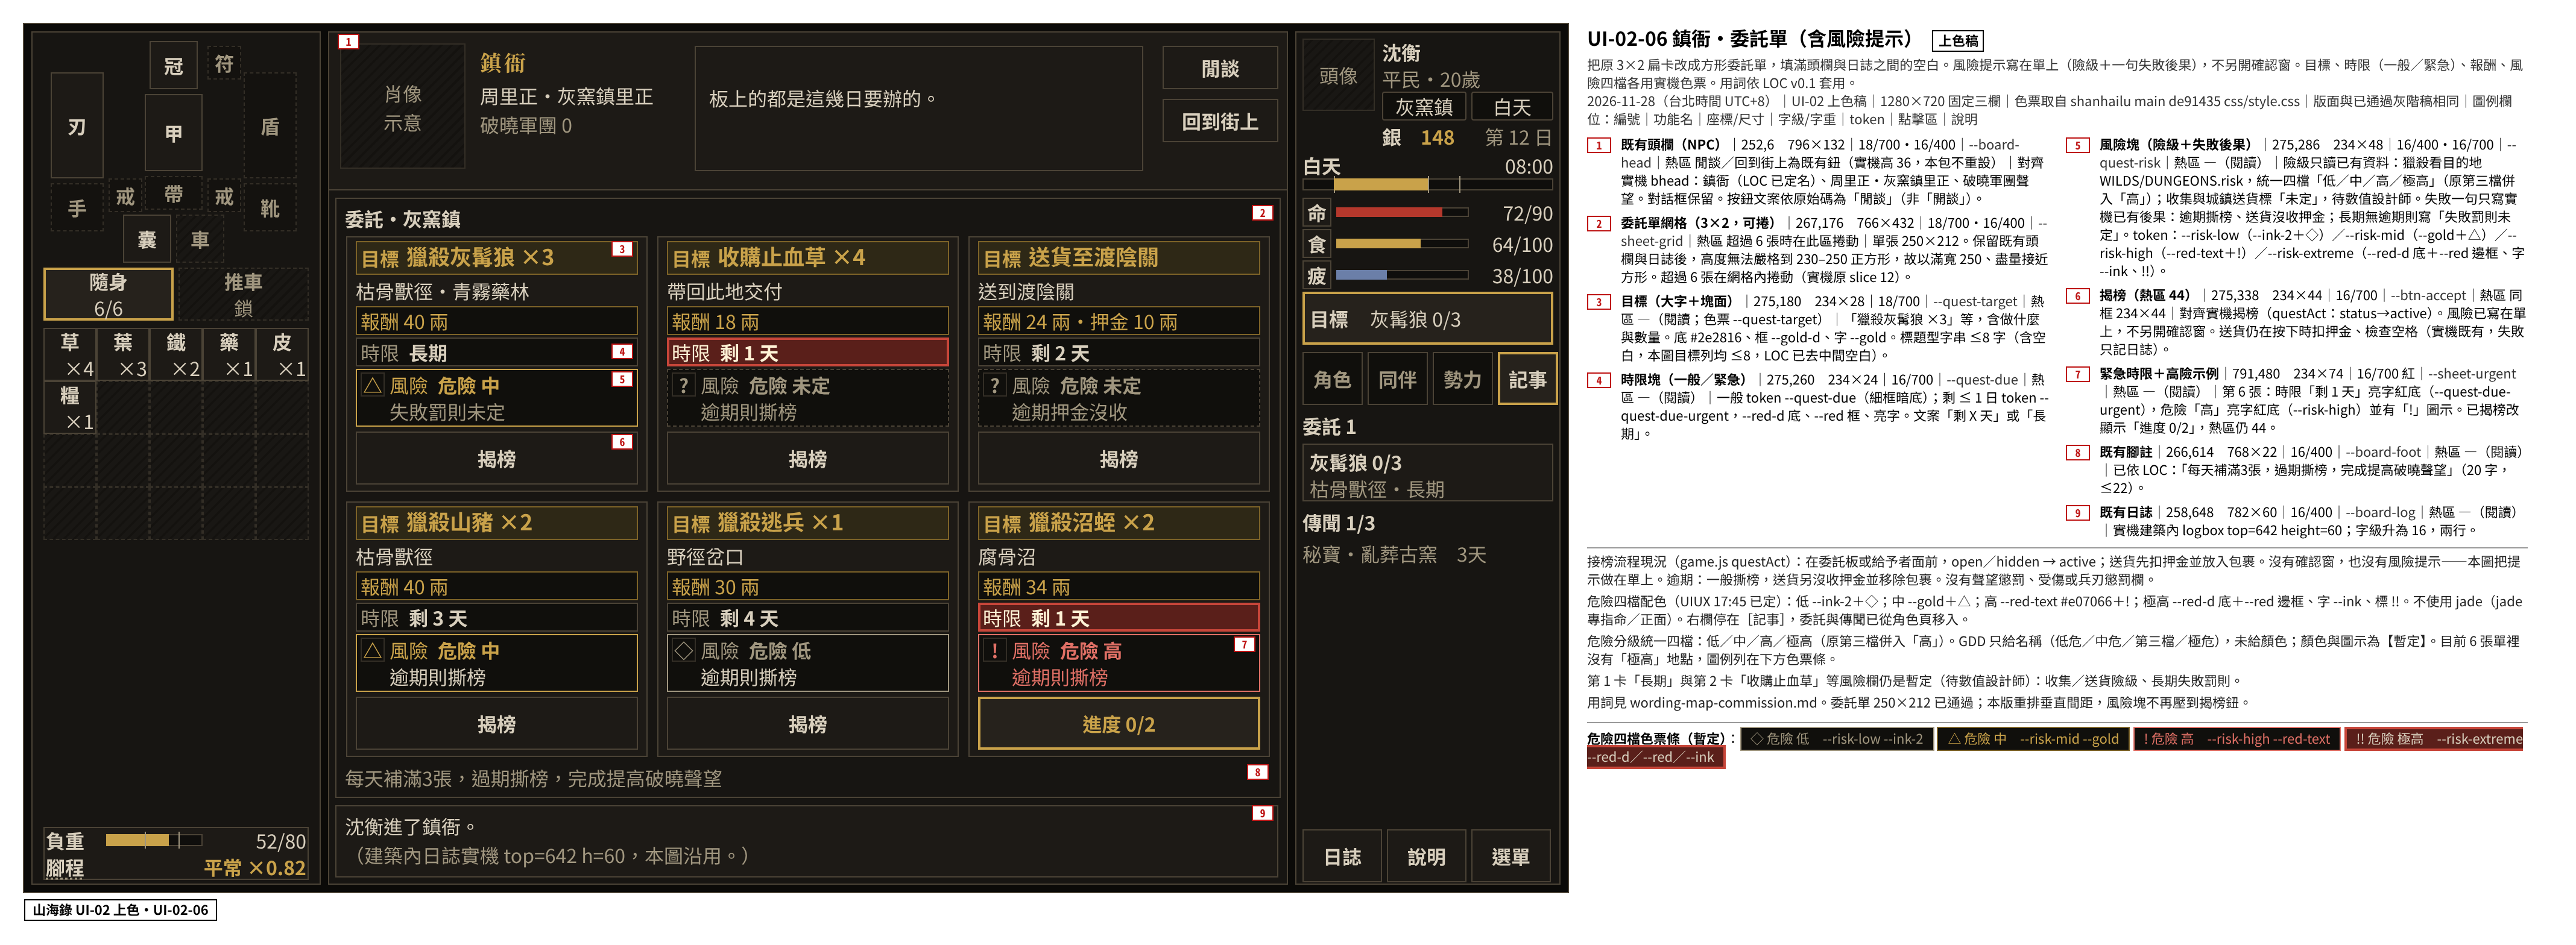 冠
符
刃
甲
盾
手
戒
帶
戒
靴
囊
車
隨身
6/6
推車
鎖
草
×4
葉
×3
鐵
×2
藥
×1
皮
×1
糧
×1
負重
52/80
腳程
平常 ×0.82
1
肖像
示意
鎮衙
周里正・灰窯鎮里正
破曉軍團 0
板上的都是這幾日要辦的。
閒談
回到街上
委託・灰窯鎮
2
目標 獵殺灰髯狼 ×3
3
枯骨獸徑・青霧藥林
報酬 40 兩
時限 長期
4
△ 風險 危險 中
5
失敗罰則未定
揭榜
6
目標 收購止血草 ×4
帶回此地交付
報酬 18 兩
時限 剩 1 天
? 風險 危險 未定
逾期則撕榜
揭榜
目標 送貨至渡陰關
送到渡陰關
報酬 24 兩・押金 10 兩
時限 剩 2 天
? 風險 危險 未定
逾期押金沒收
揭榜
目標 獵殺山豬 ×2
枯骨獸徑
報酬 40 兩
時限 剩 3 天
△ 風險 危險 中
逾期則撕榜
揭榜
目標 獵殺逃兵 ×1
野徑岔口
報酬 30 兩
時限 剩 4 天
◇ 風險 危險 低
逾期則撕榜
揭榜
目標 獵殺沼蛭 ×2
腐骨沼
報酬 34 兩
時限 剩 1 天
! 風險 危險 高
7
逾期則撕榜
進度 0/2
每天補滿3張，過期撕榜，完成提高破曉聲望
8
沈衡進了鎮衙。
9
（建築內日誌實機 top=642 h=60，本圖沿用。）
頭像
沈衡
平民・20歲
灰窯鎮
白天
銀 148 第 12 日
白天 08:00
命 72/90
食 64/100
疲 38/100
目標 灰髯狼 0/3
角色
同伴
勢力
記事
委託 1
灰髯狼 0/3
枯骨獸徑・長期
傳聞 1/3
秘寶・亂葬古窯 3天
日誌
說明
選單
山海錄 UI-02 上色・UI-02-06
UI-02-06 鎮衙・委託單（含風險提示） 上色稿
把原 3×2 扁卡改成方形委託單，填滿頭欄與日誌之間的空白。風險提示寫在單上（險級＋一句失敗後果），不另開確認窗。目標、時限（一般／緊急）、報酬、風
險四檔各用實機色票。用詞依 LOC v0.1 套用。
2026-11-28（台北時間 UTC+8）｜UI-02 上色稿｜1280×720 固定三欄｜色票取自 shanhailu main de91435 css/style.css｜版面與已通過灰階稿相同｜圖例欄
位：編號｜功能名｜座標/尺寸｜字級/字重｜token｜點擊區｜說明
1 既有頭欄（NPC）｜252,6 796×132｜18/700・16/400｜--board-
head｜熱區 閒談／回到街上為既有鈕（實機高 36，本包不重設）｜對齊
實機 bhead：鎮衙（LOC 已定名）、周里正・灰窯鎮里正、破曉軍團聲
望。對話框保留。按鈕文案依原始碼為「閒談」（非「開談」）。
2 委託單網格（3×2，可捲）｜267,176 766×432｜18/700・16/400｜--
sheet-grid｜熱區 超過 6 張時在此區捲動｜單張 250×212。保留既有頭
欄與日誌後，高度無法嚴格到 230–250 正方形，故以滿寬 250、盡量接近
方形。超過 6 張在網格內捲動（實機原 slice 12）。
3 目標（大字＋塊面）｜275,180 234×28｜18/700｜--quest-target｜熱
區 —（閱讀；色票 --quest-target）｜「獵殺灰髯狼 ×3」等，含做什麼
與數量。底 #2e2816、框 --gold-d、字 --gold。標題型字串 ≤8 字（含空
白，本圖目標列均 ≤8，LOC 已去中間空白）。
4 時限塊（一般／緊急）｜275,260 234×24｜16/700｜--quest-due｜熱
區 —（閱讀）｜一般 token --quest-due（細框暗底）；剩 ≤ 1 日 token --
quest-due-urgent，--red-d 底、--red 框、亮字。文案「剩 X 天」或「長
期」。
5 風險塊（險級＋失敗後果）｜275,286 234×48｜16/400・16/700｜--
quest-risk｜熱區 —（閱讀）｜險級只讀已有資料：獵殺看目的地
WILDS/DUNGEONS.risk，統一四檔「低／中／高／極高」（原第三檔併
入「高」）；收集與城鎮送貨標「未定」，待數值設計師。失敗一句只寫實
機已有後果：逾期撕榜、送貨沒收押金；長期無逾期則寫「失敗罰則未
定」。token：--risk-low（--ink-2＋◇）／--risk-mid（--gold＋△）／--
risk-high（--red-text＋!）／--risk-extreme（--red-d 底＋--red 邊框、字
--ink、!!）。
6 揭榜（熱區 44）｜275,338 234×44｜16/700｜--btn-accept｜熱區 同
框 234×44｜對齊實機揭榜（questAct：status→active）。風險已寫在單
上，不另開確認窗。送貨仍在按下時扣押金、檢查空格（實機既有，失敗
只記日誌）。
7 緊急時限＋高險示例｜791,480 234×74｜16/700 紅｜--sheet-urgent
｜熱區 —（閱讀）｜第 6 張：時限「剩 1 天」亮字紅底（--quest-due-
urgent），危險「高」亮字紅底（--risk-high）並有「!」圖示。已揭榜改
顯示「進度 0/2」，熱區仍 44。
8 既有腳註｜266,614 768×22｜16/400｜--board-foot｜熱區 —（閱讀）
｜已依 LOC：「每天補滿3張，過期撕榜，完成提高破曉聲望」（20 字，
≤22）。
9 既有日誌｜258,648 782×60｜16/400｜--board-log｜熱區 —（閱讀）
｜實機建築內 logbox top=642 height=60；字級升為 16，兩行。
接榜流程現況（game.js questAct）：在委託板或給予者面前，open／hidden → active；送貨先扣押金並放入包裹。沒有確認窗，也沒有風險提示——本圖把提
示做在單上。逾期：一般撕榜，送貨另沒收押金並移除包裹。沒有聲望懲罰、受傷或兵刃懲罰欄。
危險四檔配色（UIUX 17:45 已定）：低 --ink-2＋◇；中 --gold＋△；高 --red-text #e07066＋!；極高 --red-d 底＋--red 邊框、字 --ink、標 !!。不使用 jade（jade
專指命／正面）。右欄停在［記事］，委託與傳聞已從角色頁移入。
危險分級統一四檔：低／中／高／極高（原第三檔併入「高」）。GDD 只給名稱（低危／中危／第三檔／極危），未給顏色；顏色與圖示為【暫定】。目前 6 張單裡
沒有「極高」地點，圖例列在下方色票條。
第 1 卡「長期」與第 2 卡「收購止血草」等風險欄仍是暫定（待數值設計師）：收集／送貨險級、長期失敗罰則。
用詞見 wording-map-commission.md。委託單 250×212 已通過；本版重排垂直間距，風險塊不再壓到揭榜鈕。
危險四檔色票條（暫定）： ◇ 危險 低 --risk-low --ink-2 △ 危險 中 --risk-mid --gold ! 危險 高 --risk-high --red-text !! 危險 極高 --risk-extreme
--red-d／--red／--ink